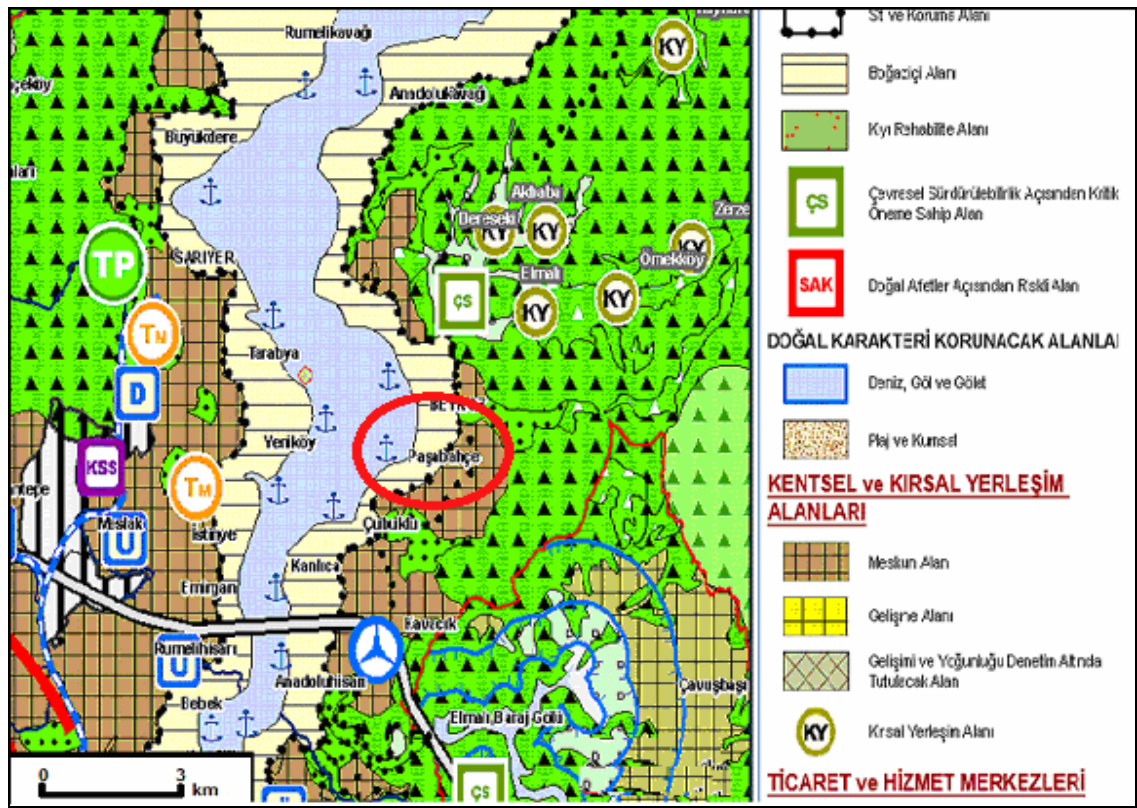 Rumelikavağı
Sit ve Koruma Alanı
KY
Boğaziçi Alanı
Anadolukavağı
Büyükdere
Kıyı Rehabilite Alanı
Akbaba
Dereseki
KY
KY
Zerze
ÇS
Çevresel Sürdürülebilirlik Açısından Kritik
Öneme Sahip Alan
SARIYER
TP
KY
Elmalı
KY
KY
ÇS
SAK
Doğal Afetler Açısından Riskli Alan
TM
DOĞAL KARAKTERİ KORUNACAK ALANLA
Tarabya
D
Deniz, Göl ve Gölet
Yeniköy
Paşabahçe
Plaj ve Kumsal
KSS
TM
KENTSEL ve KIRSAL YERLEŞİM
ALANLARI
Maslak
U
İstinye
Çubuklu
Meskun Alan
Kanlıca
Emirgan
Gelişme Alanı
Kavacık
Rumelihisarı
U
Gelişimi ve Yoğunluğu Denetim Altında
Tutulacak Alan
Anadoluhisarı
Çavuşbaşı
Bebek
Elmalı Baraj Gölü
KY
Kırsal Yerleşim Alanı
0 3
km
ÇS
TİCARET ve HİZMET MERKEZLERİ